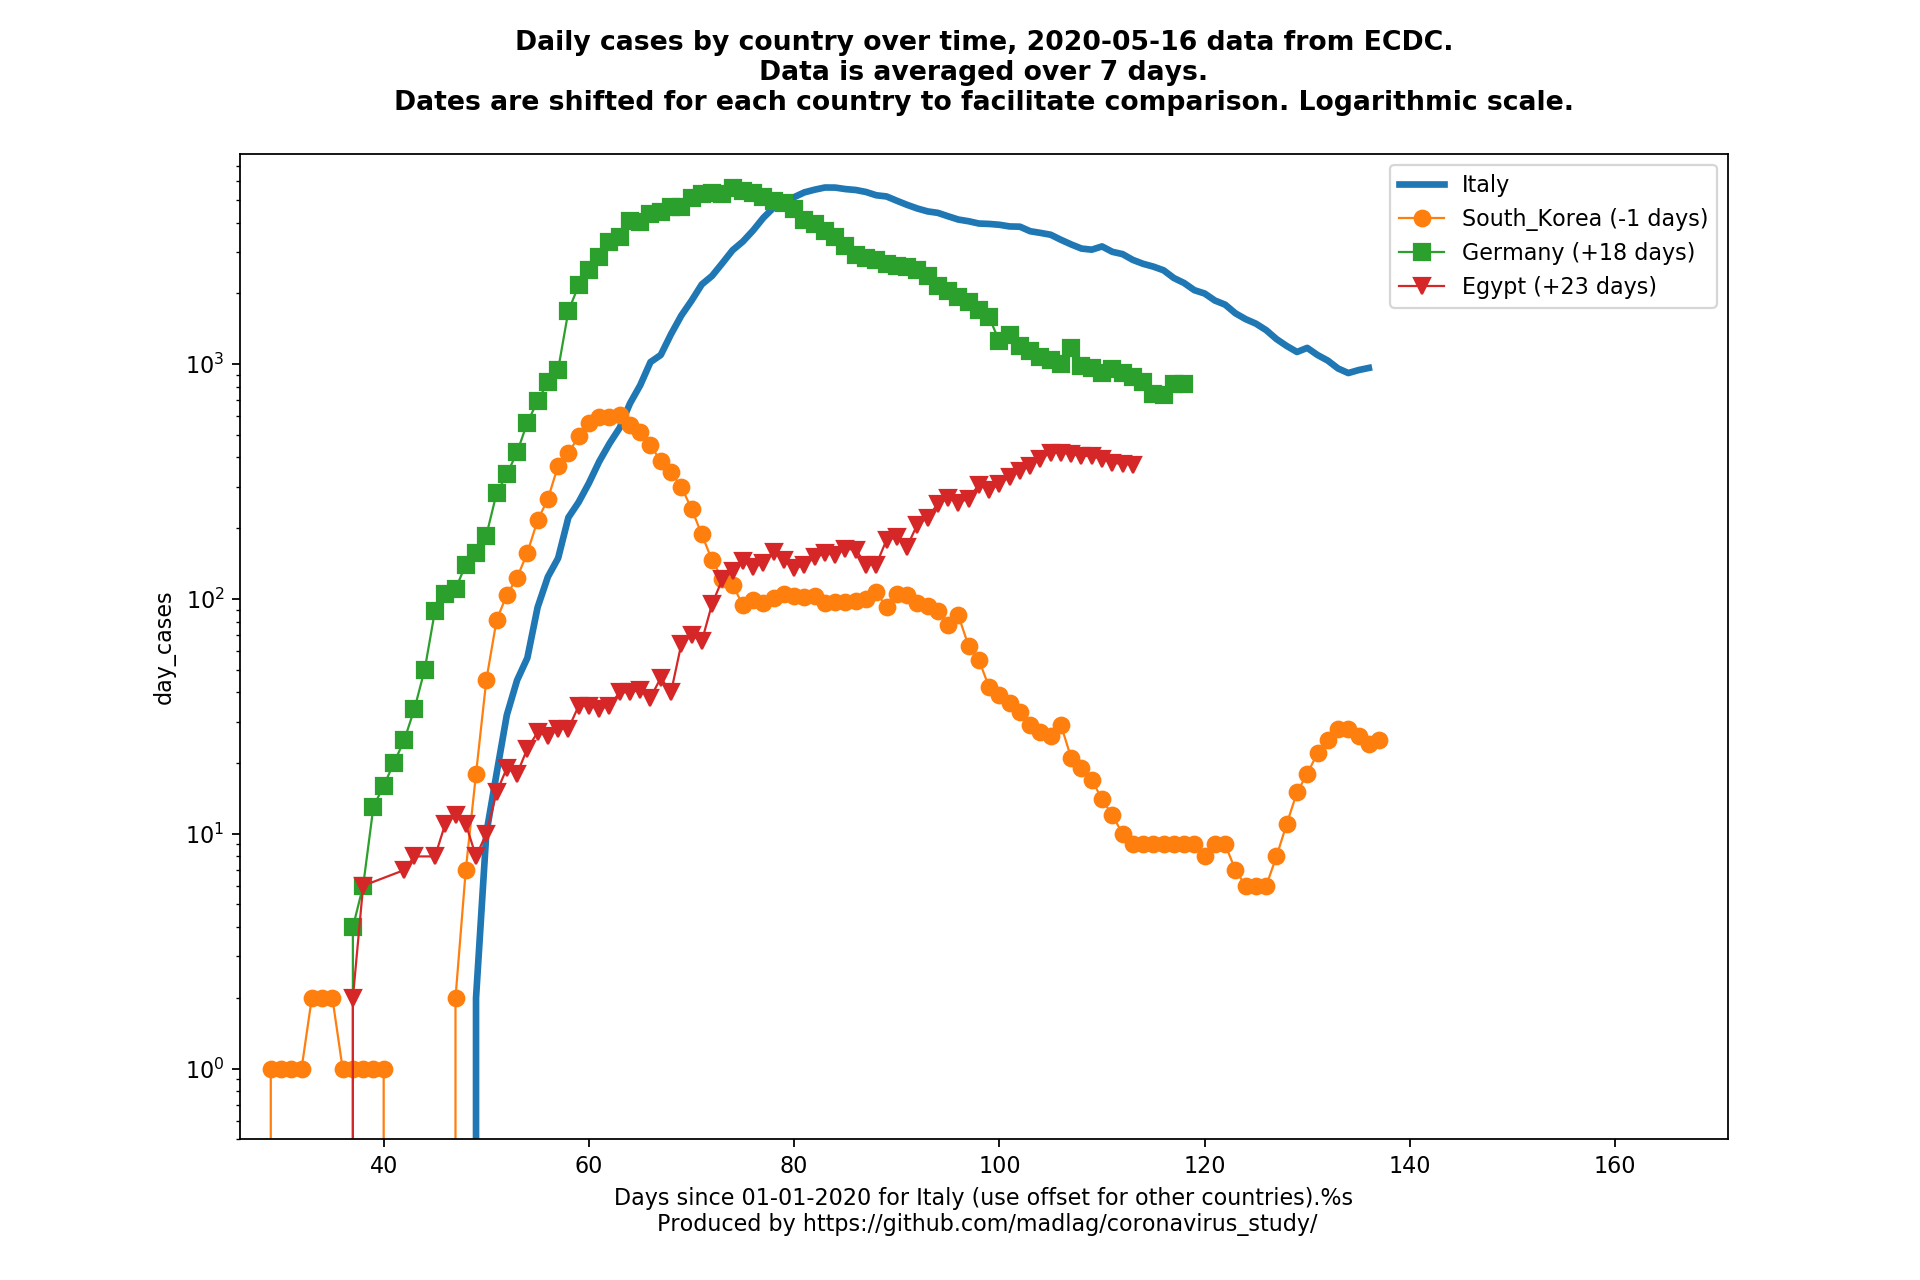 Daily cases by country over time, 2020-05-16 data from ECDC.
Data is averaged over 7 days.
Dates are shifted for each country to facilitate comparison. Logarithmic scale.
Italy
South_Korea (-1 days)
Germany (+18 days)
Egypt (+23 days)
day_cases
10³
10²
10¹
10⁰
40 60 80 100 120 140 160
Days since 01-01-2020 for Italy (use offset for other countries).%s
Produced by https://github.com/madlag/coronavirus_study/